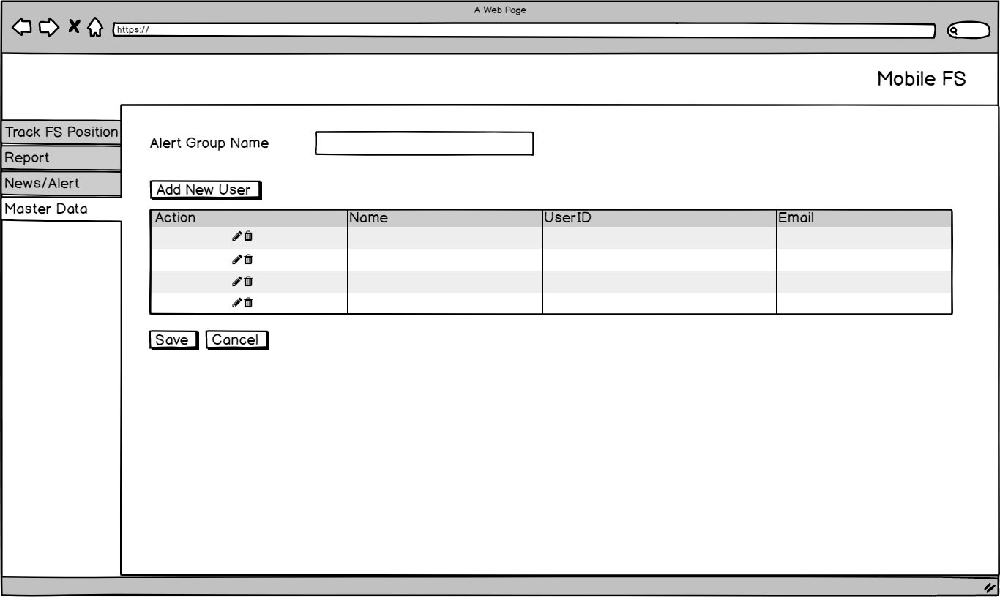 A Web Page
https://
Mobile FS
Track FS Position
Report
News/Alert
Master Data
Alert Group Name
Add New User
Action Name UserID Email
Save Cancel